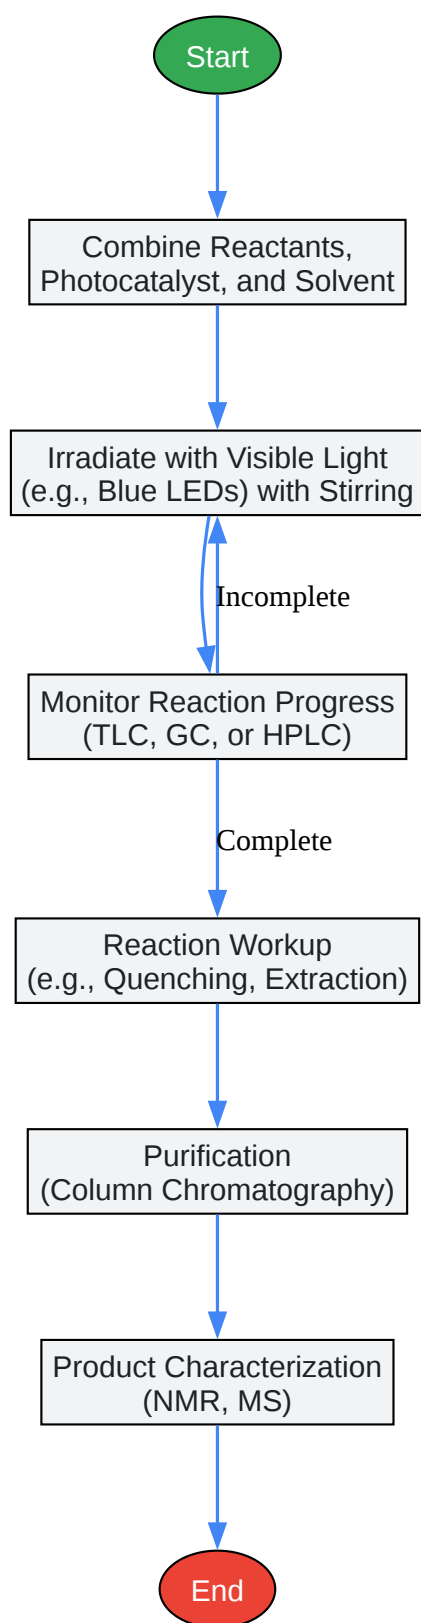 Start
Combine Reactants,
Photocatalyst, and Solvent
Irradiate with Visible Light
(e.g., Blue LEDs) with Stirring
Incomplete
Monitor Reaction Progress
(TLC, GC, or HPLC)
Complete
Reaction Workup
(e.g., Quenching, Extraction)
Purification
(Column Chromatography)
Product Characterization
(NMR, MS)
End